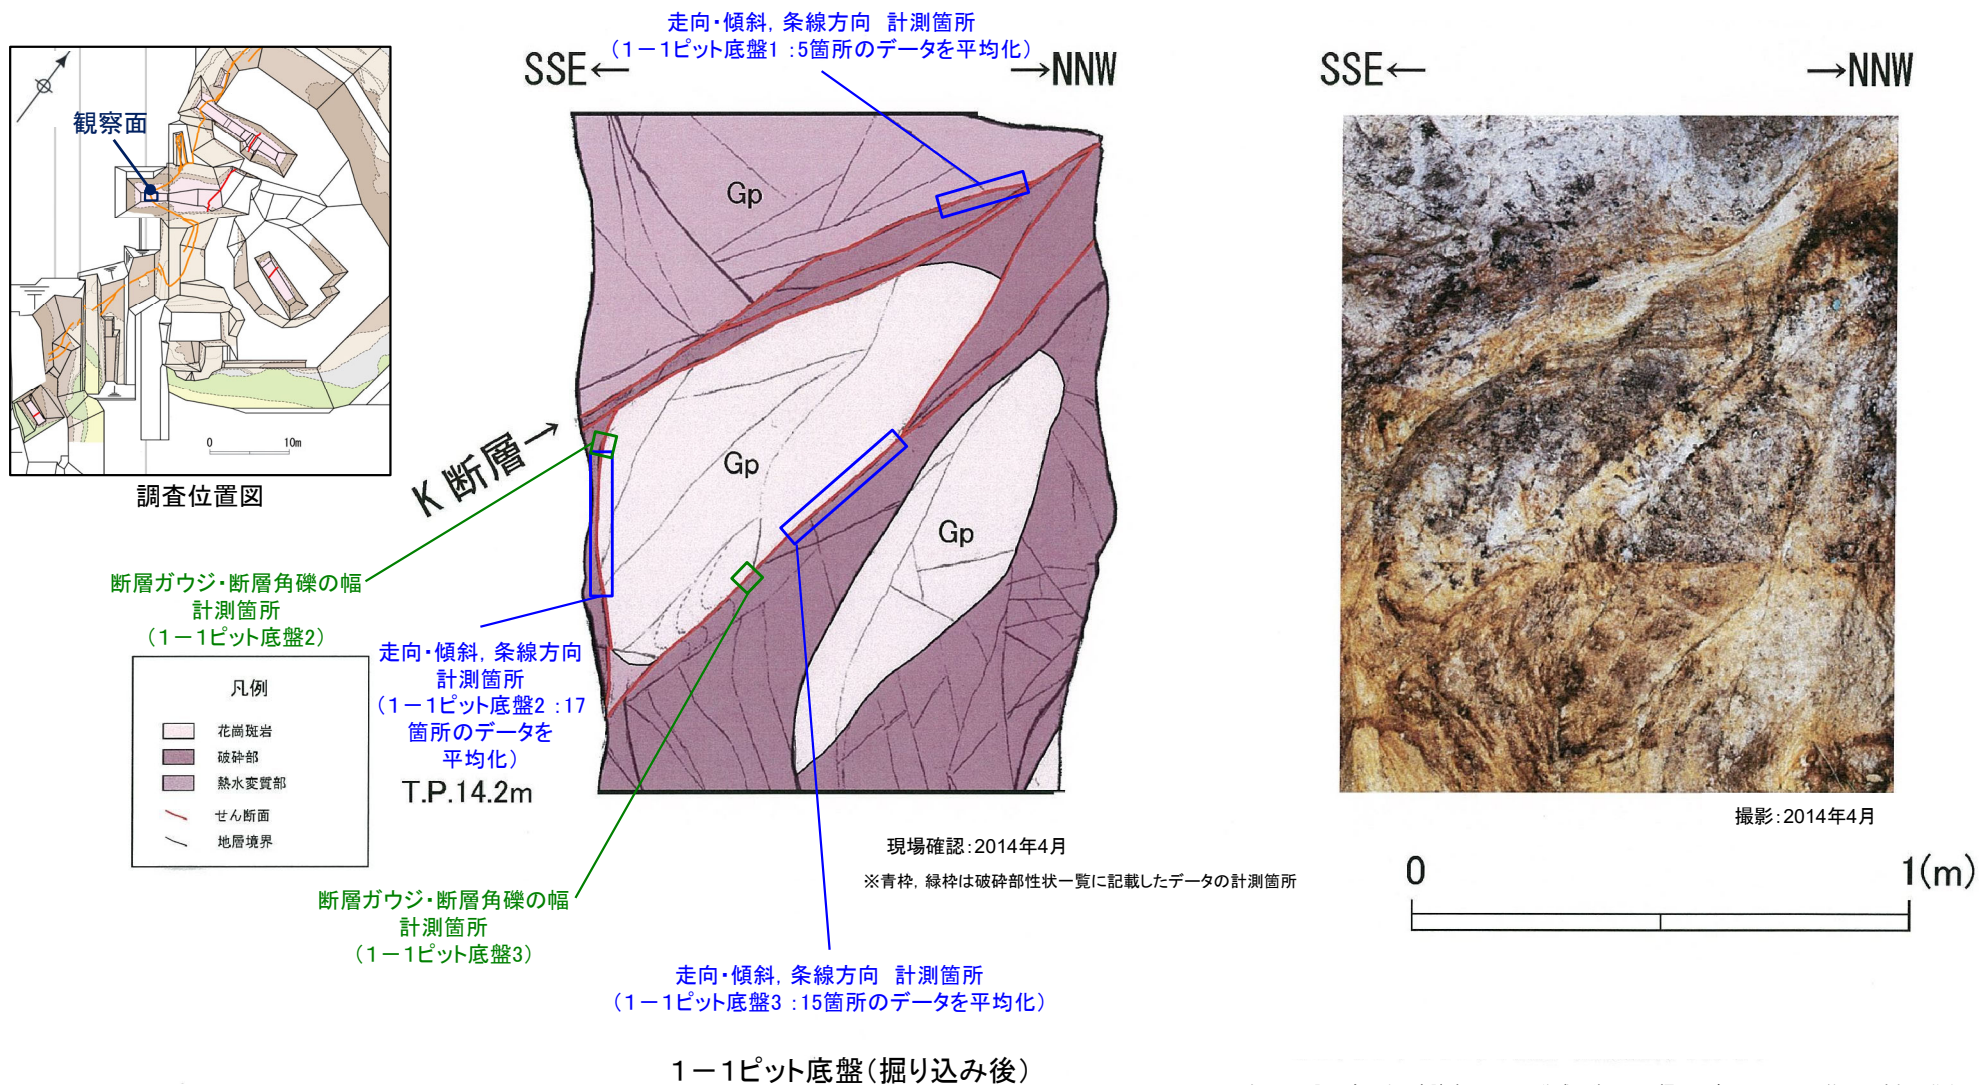 走向・傾斜，条線方向　計測箇所
（１－１ピット底盤1 ：5箇所のデータを平均化）
SSE←
→NNW
SSE←
→NNW
観察面
0
10m
調査位置図
Gp
Gp
Gp
K 断層→
断層ガウジ・断層角礫の幅
計測箇所
（１－１ピット底盤2）
走向・傾斜，条線方向
計測箇所
（１－１ピット底盤2 ：17
箇所のデータを
平均化）
T.P.14.2m
凡例
花崗斑岩
破砕部
熱水変質部
せん断面
地層境界
断層ガウジ・断層角礫の幅
計測箇所
（１－１ピット底盤3）
現場確認：2014年4月
※青枠，緑枠は破砕部性状一覧に記載したデータの計測箇所
走向・傾斜，条線方向　計測箇所
（１－１ピット底盤3 ：15箇所のデータを平均化）
撮影：2014年4月
0
1(m)
１－１ピット底盤（掘り込み後）